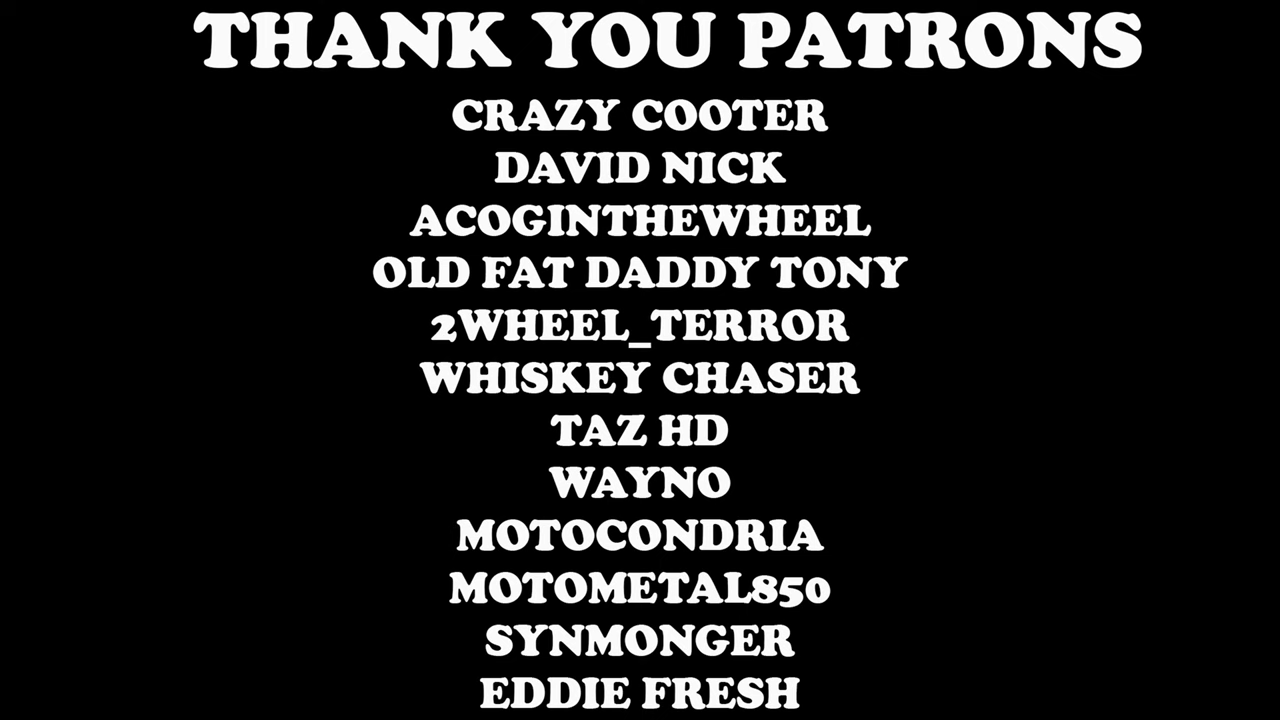 THANK YOU PATRONS
CRAZY COOTER
DAVID NICK
ACOGINTHEWHEEL
OLD FAT DADDY TONY
2WHEEL_TERROR
WHISKEY CHASER
TAZ HD
WAYNO
MOTOCONDRIA
MOTOMETAL850
SYNMONGER
EDDIE FRESH